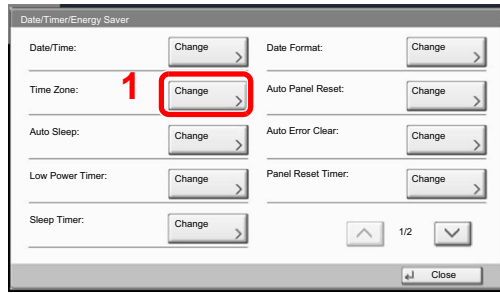 Date/Timer/Energy Saver
Date/Time: Change Date Format: Change
Time Zone: 1 Change Auto Panel Reset: Change
Auto Sleep: Change Auto Error Clear: Change
Low Power Timer: Change Panel Reset Timer: Change
Sleep Timer: Change 1/2
Close